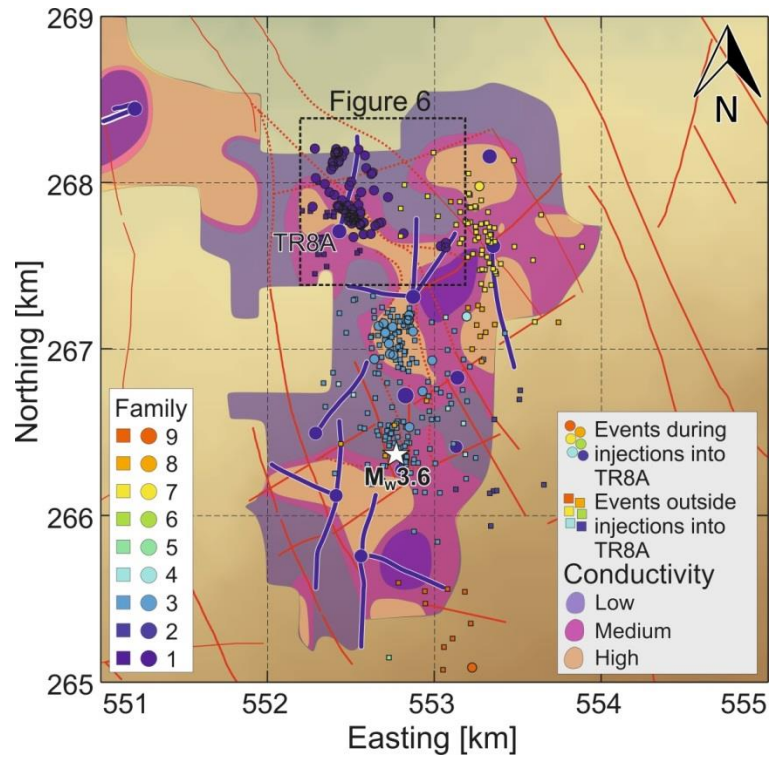 269
Figure 6
N
268
TR8A
Northing [km]
267
Family
9
8
7
6
5
4
3
2
1
Mw3.6
266
Events during
injections into
TR8A
Events outside
injections into
TR8A
Conductivity
Low
Medium
High
265
551
552
553
554
555
Easting [km]